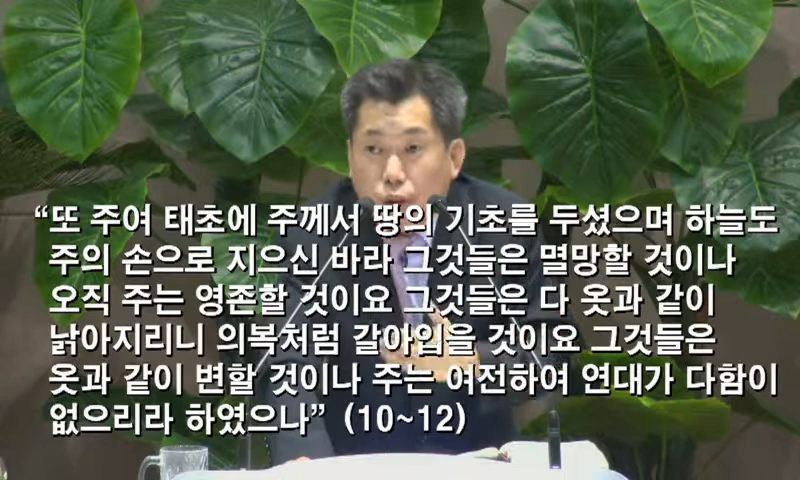 “또 주여 태초에 주께서 땅의 기초를 두셨으며 하늘도
주의 손으로 지으신 바라 그것들은 멸망할 것이나
오직 주는 영존할 것이요 그것들은 다 옷과 같이
낡아지리니 의복처럼 갈아입을 것이요 그것들은
옷과 같이 변할 것이나 주는 여전하여 연대가 다함이
없으리라 하였으나” (10~12)